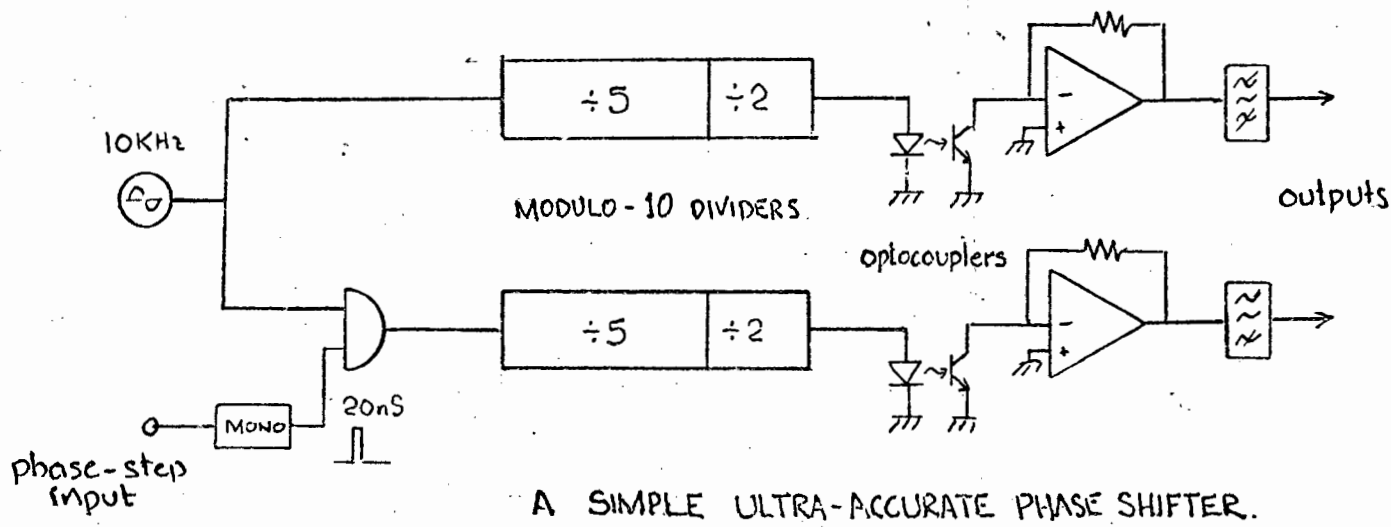 ÷5 ÷2
10KHz
-
+
MODULO-10 DIVIDERS.
outputs
optocouplers
÷5 ÷2
-
+
20nS
MONO
phase-step
input
A SIMPLE ULTRA-ACCURATE PHASE SHIFTER.